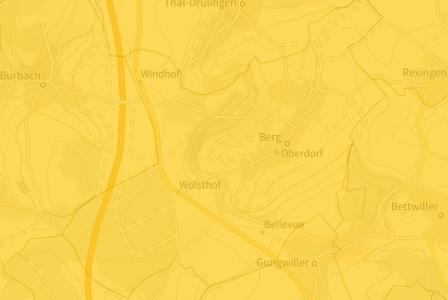 Thal-Drulingen
Burbach
Windhof
Rexingen
Berg
Oberdorf
Wolsthof
Bettwiller
Bellevue
Gungwiller